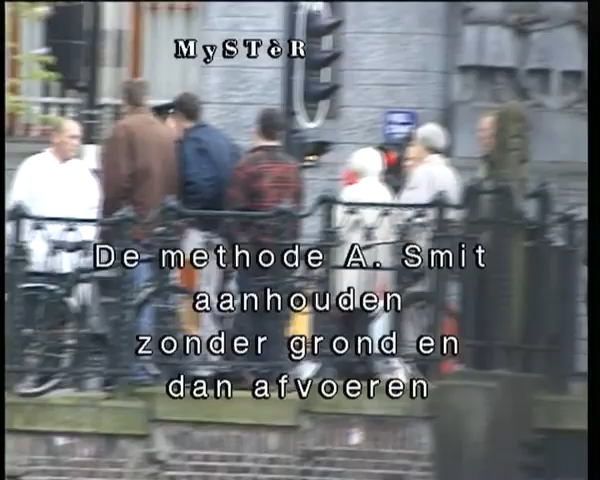 MySTèR
De methode A. Smit
aanhouden
zonder grond en
dan afvoeren